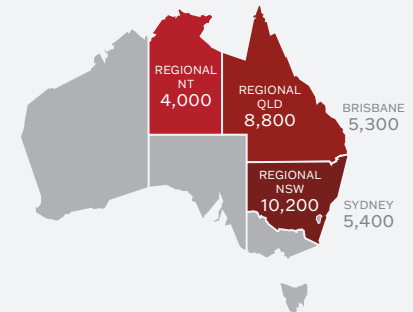 REGIONAL
NT
4,000
REGIONAL
QLD
8,800
BRISBANE
5,300
REGIONAL
NSW
10,200
SYDNEY
5,400